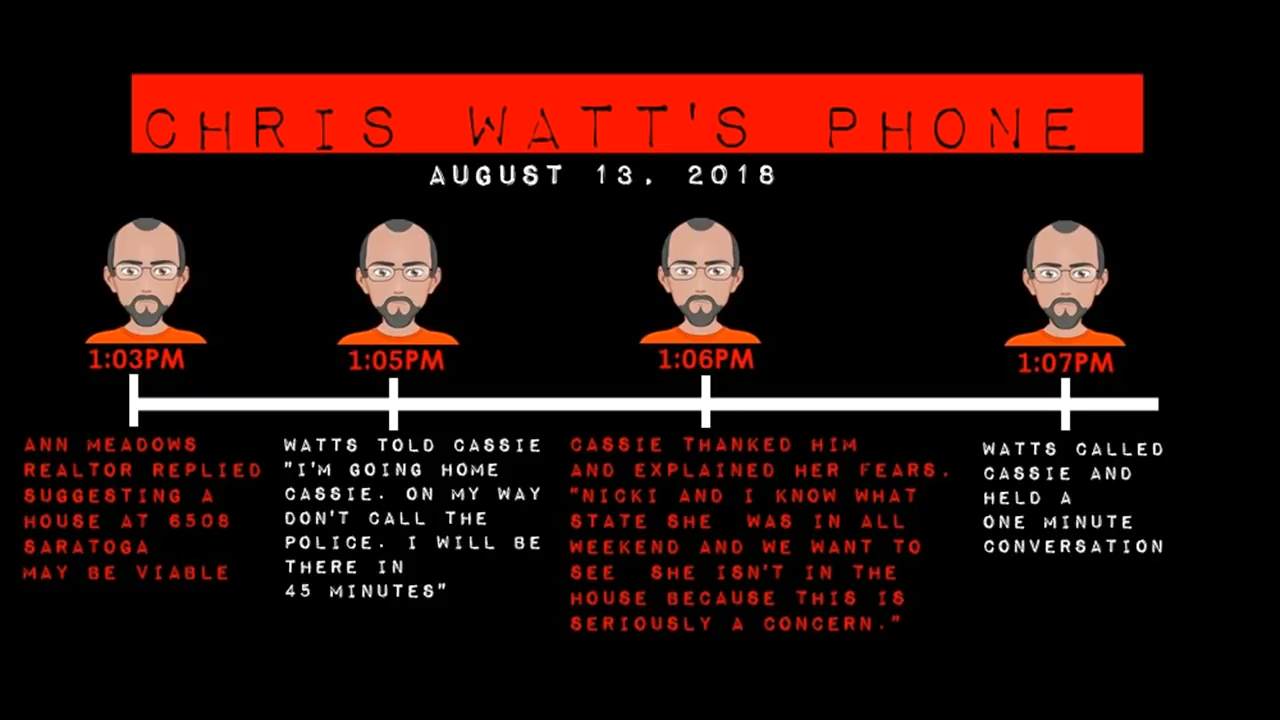 CHRIS WATT'S PHONE
AUGUST 13, 2018
1:03PM
ANN MEADOWS
REALTOR REPLIED
SUGGESTING A
HOUSE AT 6508
SARATOGA
MAY BE VIABLE
1:05PM
WATTS TOLD CASSIE
"I'M GOING HOME
CASSIE. ON MY WAY
DON'T CALL THE
POLICE. I WILL BE
THERE IN
45 MINUTES"
1:06PM
CASSIE THANKED HIM
AND EXPLAINED HER FEARS.
"NICKI AND I KNOW WHAT
STATE SHE WAS IN ALL
WEEKEND AND WE WANT TO
SEE SHE ISN'T IN THE
HOUSE BECAUSE THIS IS
SERIOUSLY A CONCERN."
1:07PM
WATTS CALLED
CASSIE AND
HELD A
ONE MINUTE
CONVERSATION